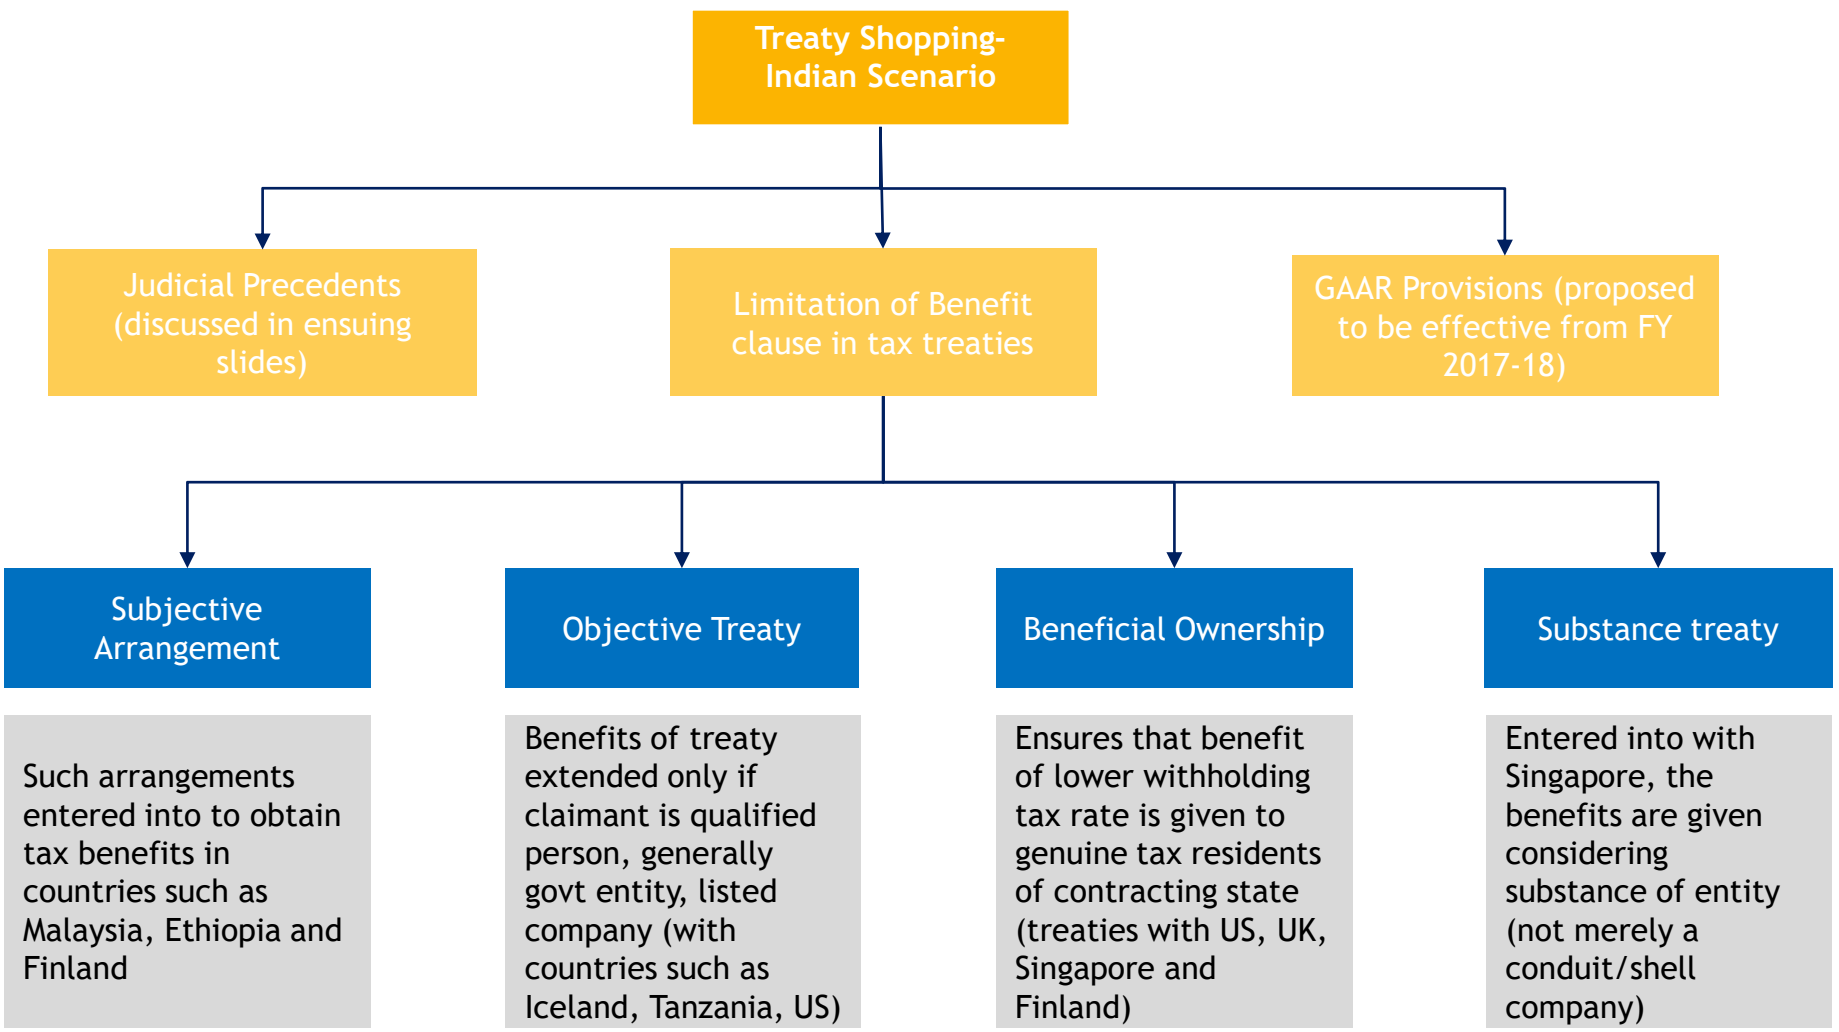 Treaty Shopping-
Indian Scenario
Judicial Precedents
(discussed in ensuing
slides)
Limitation of Benefit
clause in tax treaties
GAAR Provisions (proposed
to be effective from FY
2017-18)
Subjective
Arrangement
Objective Treaty
Beneficial Ownership
Substance treaty
Such arrangements
entered into to obtain
tax benefits in
countries such as
Malaysia, Ethiopia and
Finland
Benefits of treaty
extended only if
claimant is qualified
person, generally
govt entity, listed
company (with
countries such as
Iceland, Tanzania, US)
Ensures that benefit
of lower withholding
tax rate is given to
genuine tax residents
of contracting state
(treaties with US, UK,
Singapore and
Finland)
Entered into with
Singapore, the
benefits are given
considering
substance of entity
(not merely a
conduit/shell
company)